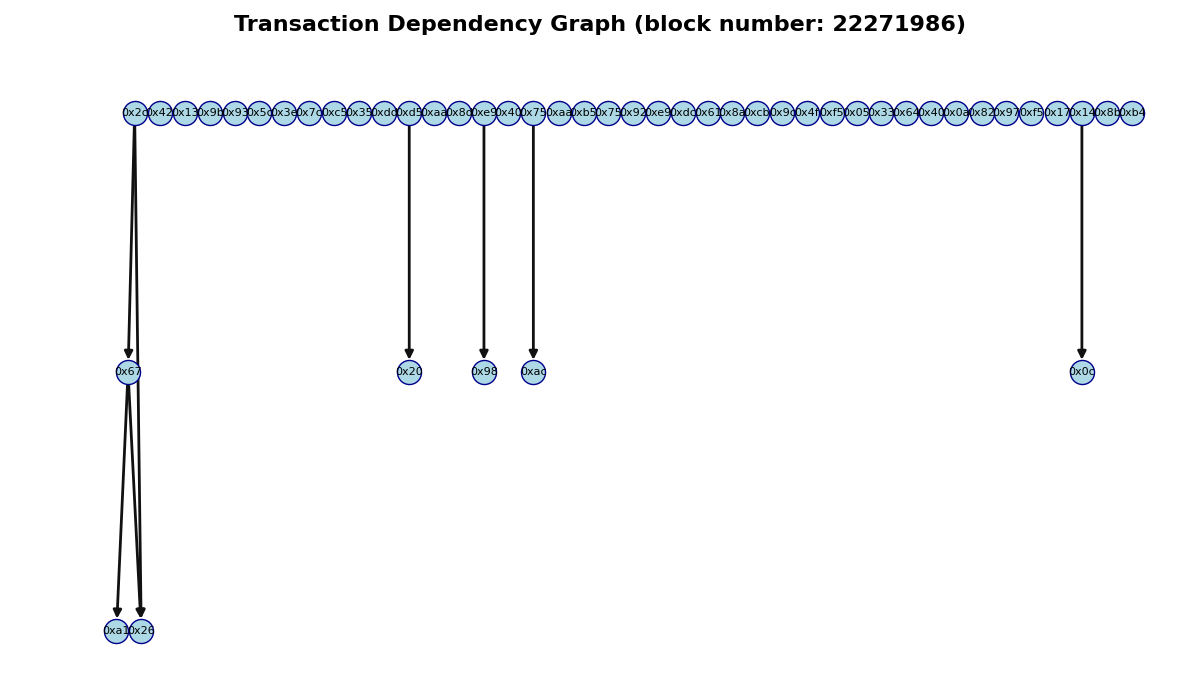 Transaction Dependency Graph (block number: 22271986)
0x2c 0x42 0x13 0x9b 0x93 0x5c 0x3e 0x7c 0xc5 0x35 0xdc 0xd5 0xaa 0x8d 0xe9 0x40 0x75 0xaa 0xb5 0x75 0x92 0xe9 0xdc 0x61 0x8a 0xcb 0x9c 0x4f 0xf5 0x05 0x33 0x64 0x40 0x0a 0x82 0x97 0xf5 0x17 0x14 0x8b 0xb4
0x67 0x20 0x98 0xac 0x0c
0xa1 0x26